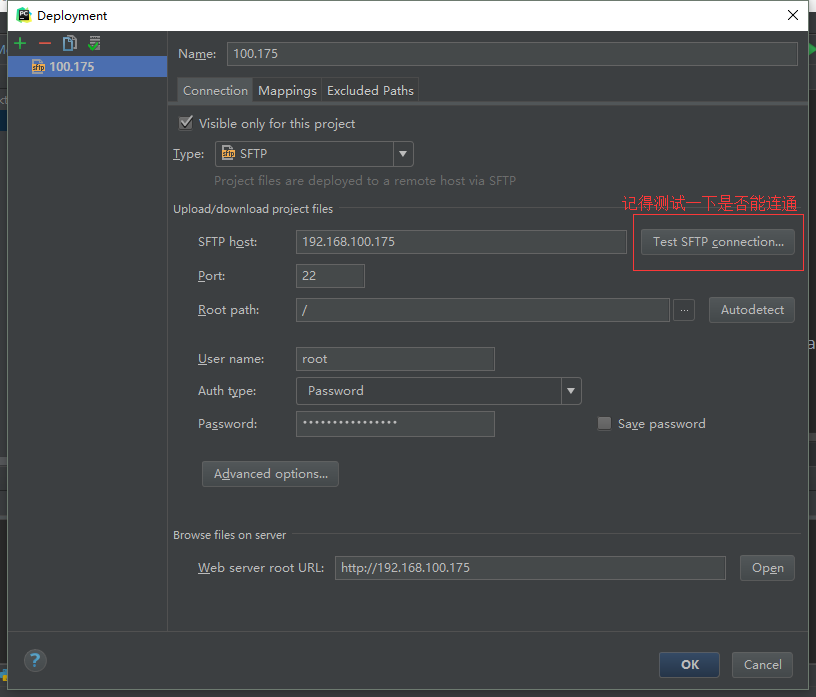 Deployment
100.175
Name: 100.175
Connection Mappings Excluded Paths
Visible only for this project
Type: SFTP
Project files are deployed to a remote host via SFTP
记得测试一下是否能连通
Upload/download project files
SFTP host: 192.168.100.175 Test SFTP connection...
Port: 22
Root path: / ... Autodetect
User name: root
Auth type: Password
Password: •••••••••••••••• Save password
Advanced options...
Browse files on server
Web server root URL: http://192.168.100.175 Open
? OK Cancel